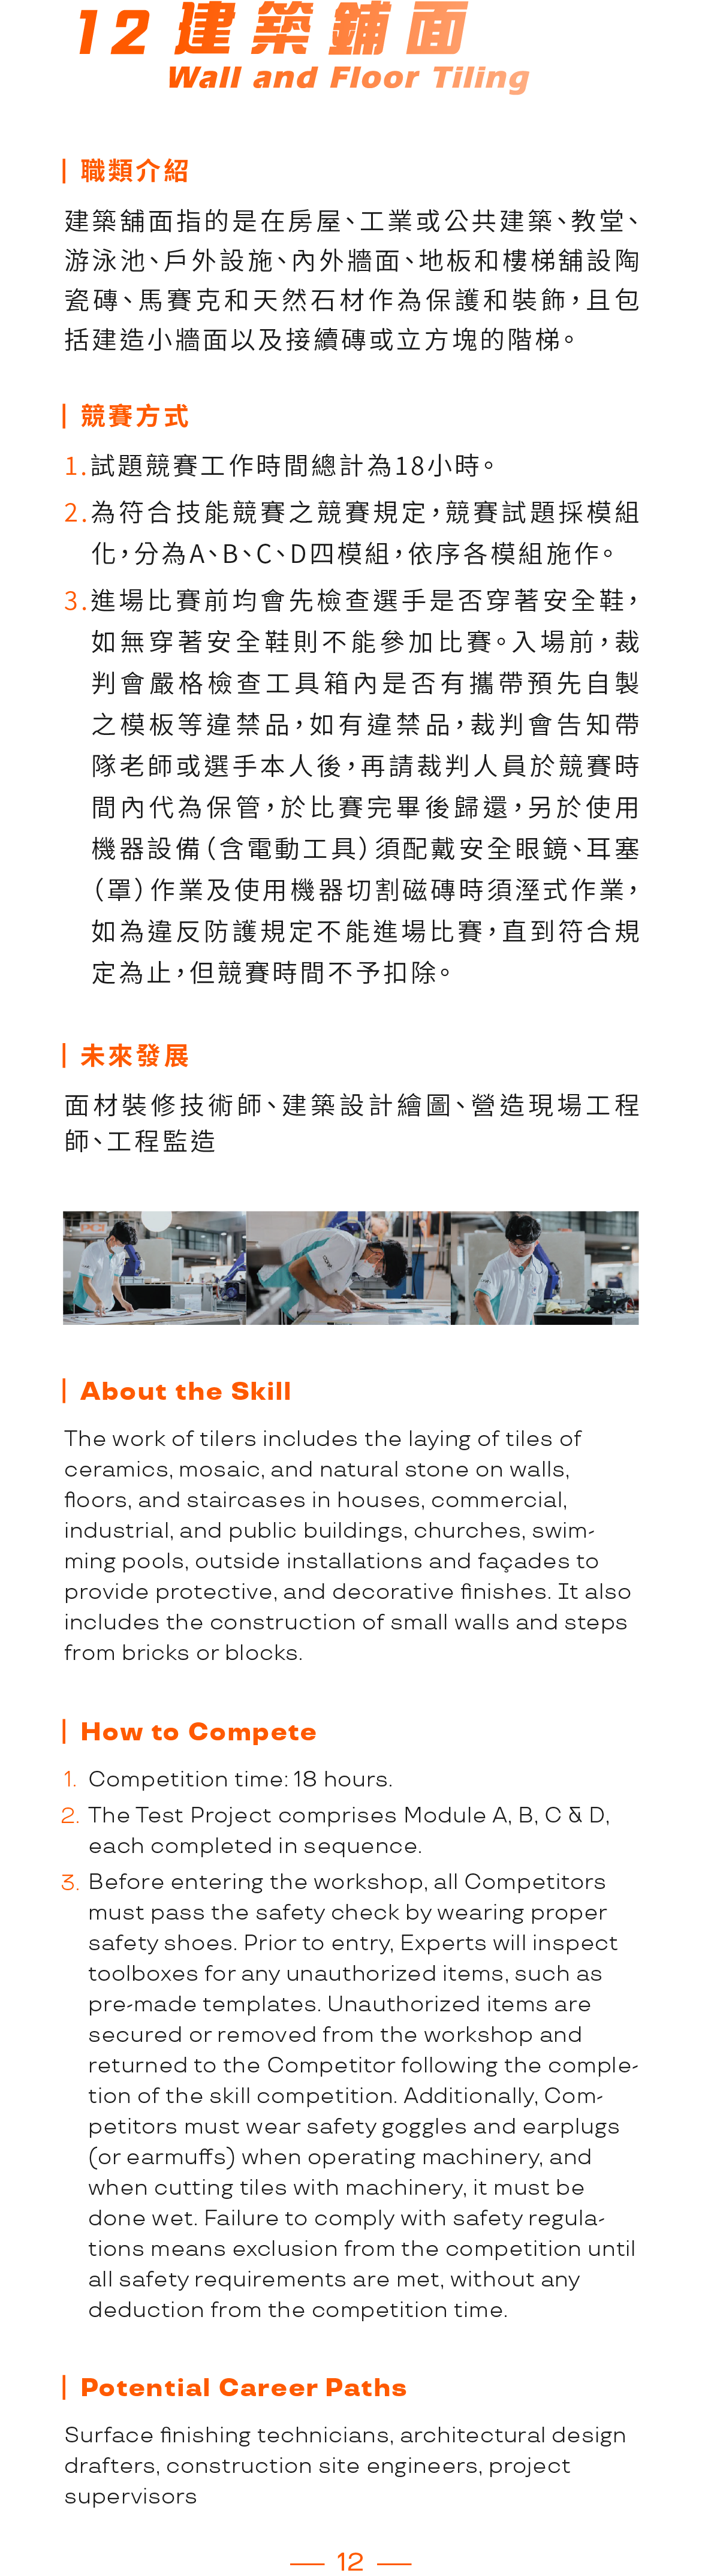 12 建築鋪面
Wall and Floor Tiling
職類介紹
建築舖面指的是在房屋、工業或公共建築、教堂、
游泳池、戶外設施、內外牆面、地板和樓梯舖設陶
瓷磚、馬賽克和天然石材作為保護和裝飾，且包
括建造小牆面以及接續磚或立方塊的階梯。
競賽方式
1.試題競賽工作時間總計為18小時。
2.為符合技能競賽之競賽規定，競賽試題採模組
化，分為A、B、C、D四模組，依序各模組施作。
3.進場比賽前均會先檢查選手是否穿著安全鞋，
如無穿著安全鞋則不能參加比賽。入場前，裁
判會嚴格檢查工具箱內是否有攜帶預先自製
之模板等違禁品，如有違禁品，裁判會告知帶
隊老師或選手本人後，再請裁判人員於競賽時
間內代為保管，於比賽完畢後歸還，另於使用
機器設備（含電動工具）須配戴安全眼鏡、耳塞
（罩）作業及使用機器切割磁磚時須溼式作業，
如為違反防護規定不能進場比賽，直到符合規
定為止，但競賽時間不予扣除。
未來發展
面材裝修技術師、建築設計繪圖、營造現場工程
師、工程監造
About the Skill
The work of tilers includes the laying of tiles of
ceramics, mosaic, and natural stone on walls,
floors, and staircases in houses, commercial,
industrial, and public buildings, churches, swim-
ming pools, outside installations and façades to
provide protective, and decorative finishes. It also
includes the construction of small walls and steps
from bricks or blocks.
How to Compete
1. Competition time: 18 hours.
2. The Test Project comprises Module A, B, C & D,
each completed in sequence.
3. Before entering the workshop, all Competitors
must pass the safety check by wearing proper
safety shoes. Prior to entry, Experts will inspect
toolboxes for any unauthorized items, such as
pre-made templates. Unauthorized items are
secured or removed from the workshop and
returned to the Competitor following the comple-
tion of the skill competition. Additionally, Com-
petitors must wear safety goggles and earplugs
(or earmuffs) when operating machinery, and
when cutting tiles with machinery, it must be
done wet. Failure to comply with safety regula-
tions means exclusion from the competition until
all safety requirements are met, without any
deduction from the competition time.
Potential Career Paths
Surface finishing technicians, architectural design
drafters, construction site engineers, project
supervisors
12